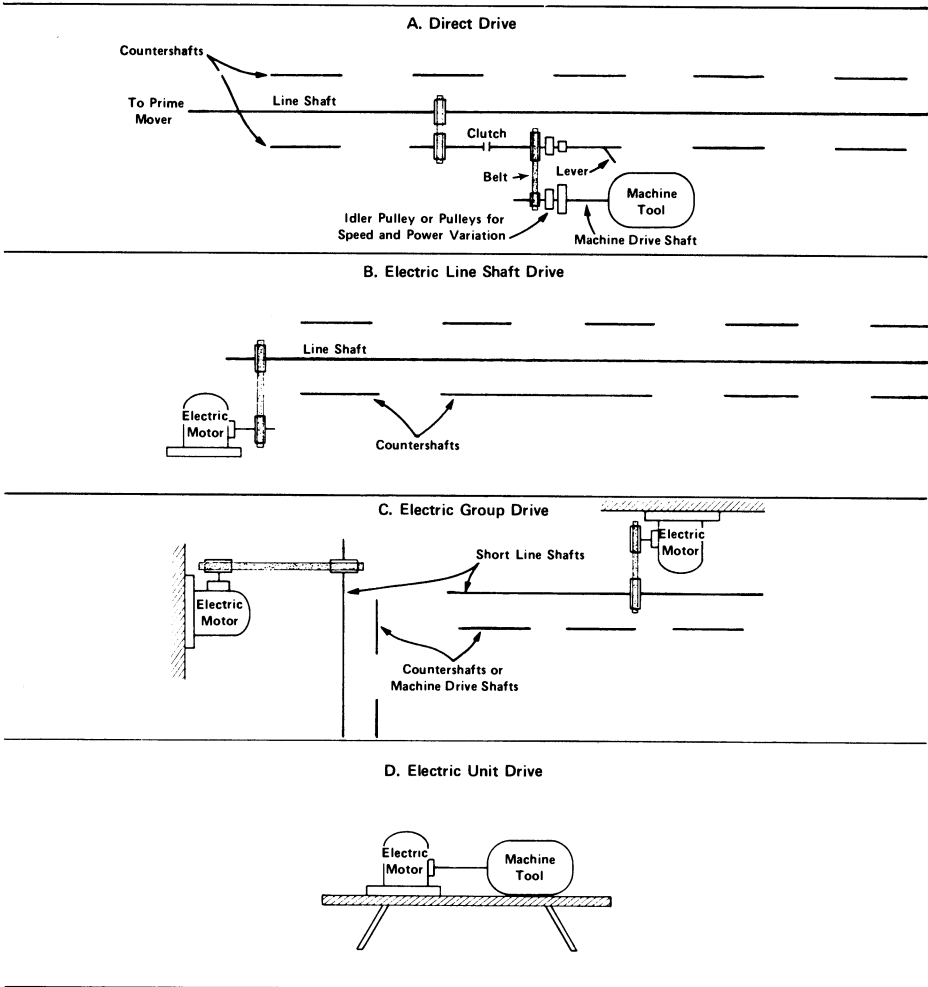 A. Direct Drive
Countershafts
To Prime
Mover
Line Shaft
Clutch
Belt
Lever
Machine
Tool
Idler Pulley or Pulleys for
Speed and Power Variation
Machine Drive Shaft
B. Electric Line Shaft Drive
Line Shaft
Electric
Motor
Countershafts
C. Electric Group Drive
Electric
Motor
Short Line Shafts
Electric
Motor
Countershafts or
Machine Drive Shafts
D. Electric Unit Drive
Electric
Motor
Machine
Tool